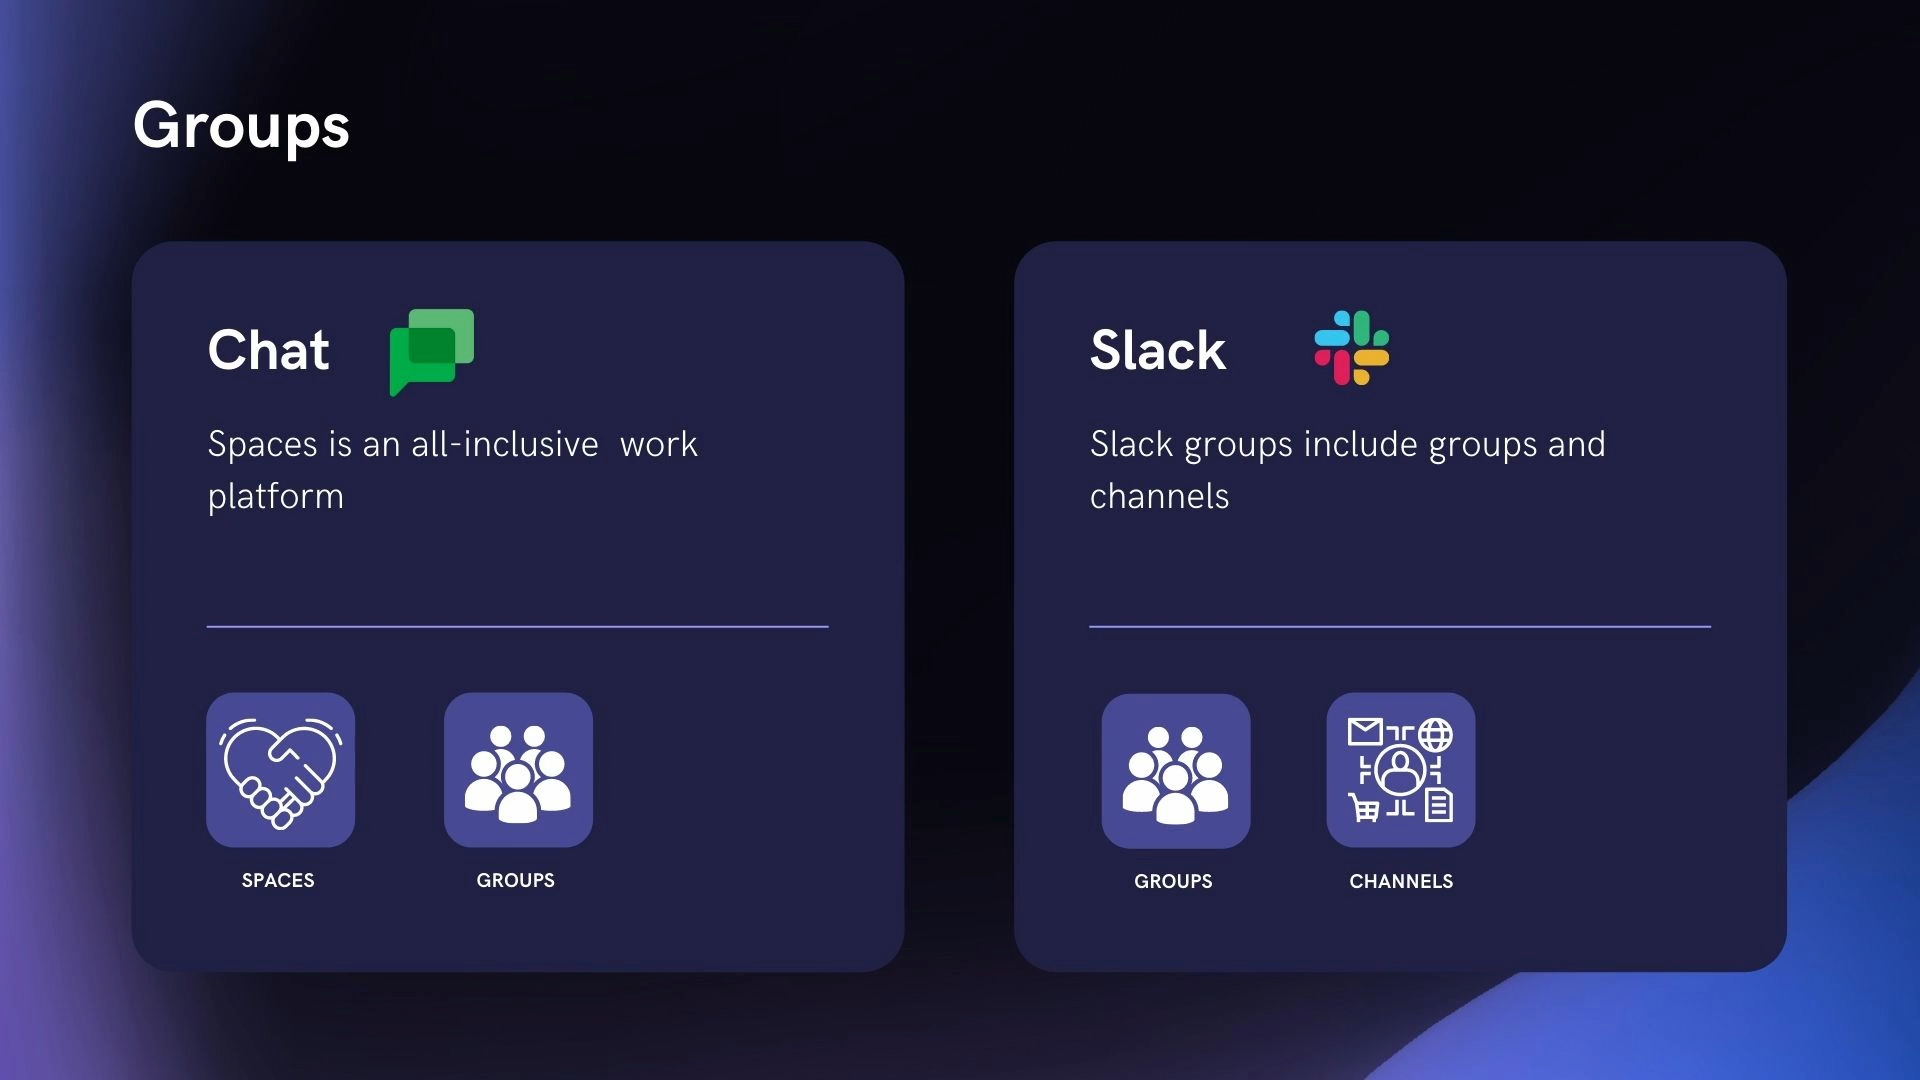 Groups
Chat
Spaces is an all-inclusive  work
platform
SPACES
GROUPS
Slack
Slack groups include groups and
channels
GROUPS
CHANNELS